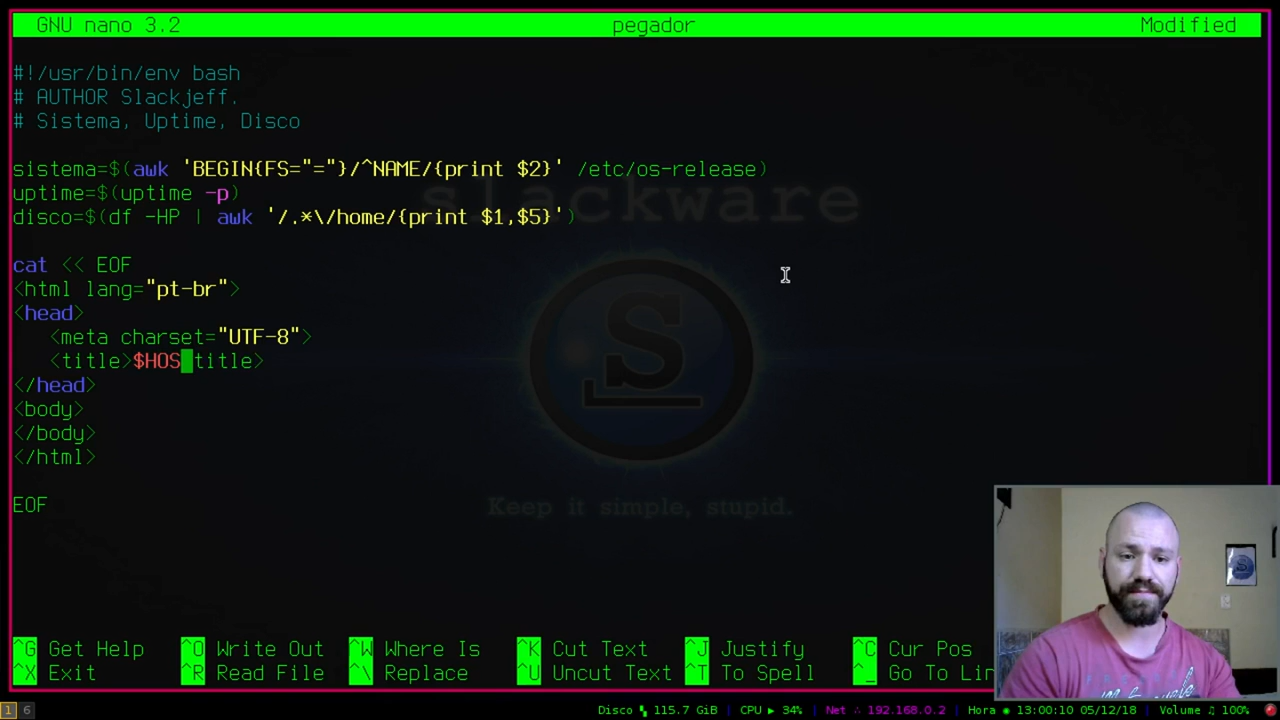 GNU nano 3.2 pegador Modified
#!/usr/bin/env bash
# AUTHOR Slackjeff.
# Sistema, Uptime, Disco
sistema=$(awk 'BEGIN{FS="="}/^NAME/{print $2}' /etc/os-release)
uptime=$(uptime -p)
disco=$(df -HP | awk '/.*\/home/{print $1,$5}')
slackware
cat << EOF
<html lang="pt-br">
<head>
<meta charset="UTF-8">
<title>$HOS title>
</head>
<body>
</body>
</html>
EOF
S
Keep it simple, stupid.
^G Get Help ^O Write Out ^W Where Is ^K Cut Text ^J Justify ^C Cur Pos
^X Exit ^R Read File ^\ Replace ^U Uncut Text ^T To Spell ^_ Go To Lin
1 6 Disco 115.7 GiB | CPU ▶ 34% | Net ∴ 192.168.0.2 | Hora ◉ 13:00:10 05/12/18 | Volume ♫ 100%